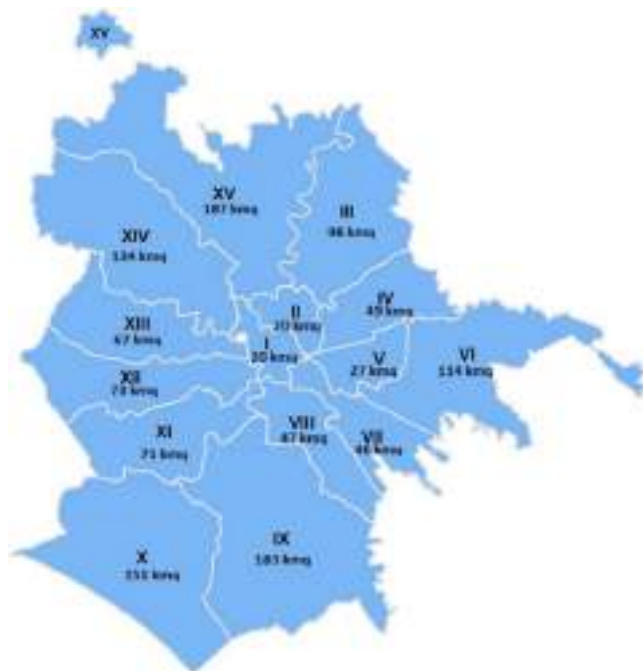 XV
XV
187 kmq
III
98 kmq
XIV
134 kmq
II
20 kmq
IV
49 kmq
XIII
67 kmq
I
20 kmq
V
27 kmq
VI
114 kmq
XII
73 kmq
VIII
47 kmq
VII
46 kmq
XI
71 kmq
IX
183 kmq
X
151 kmq